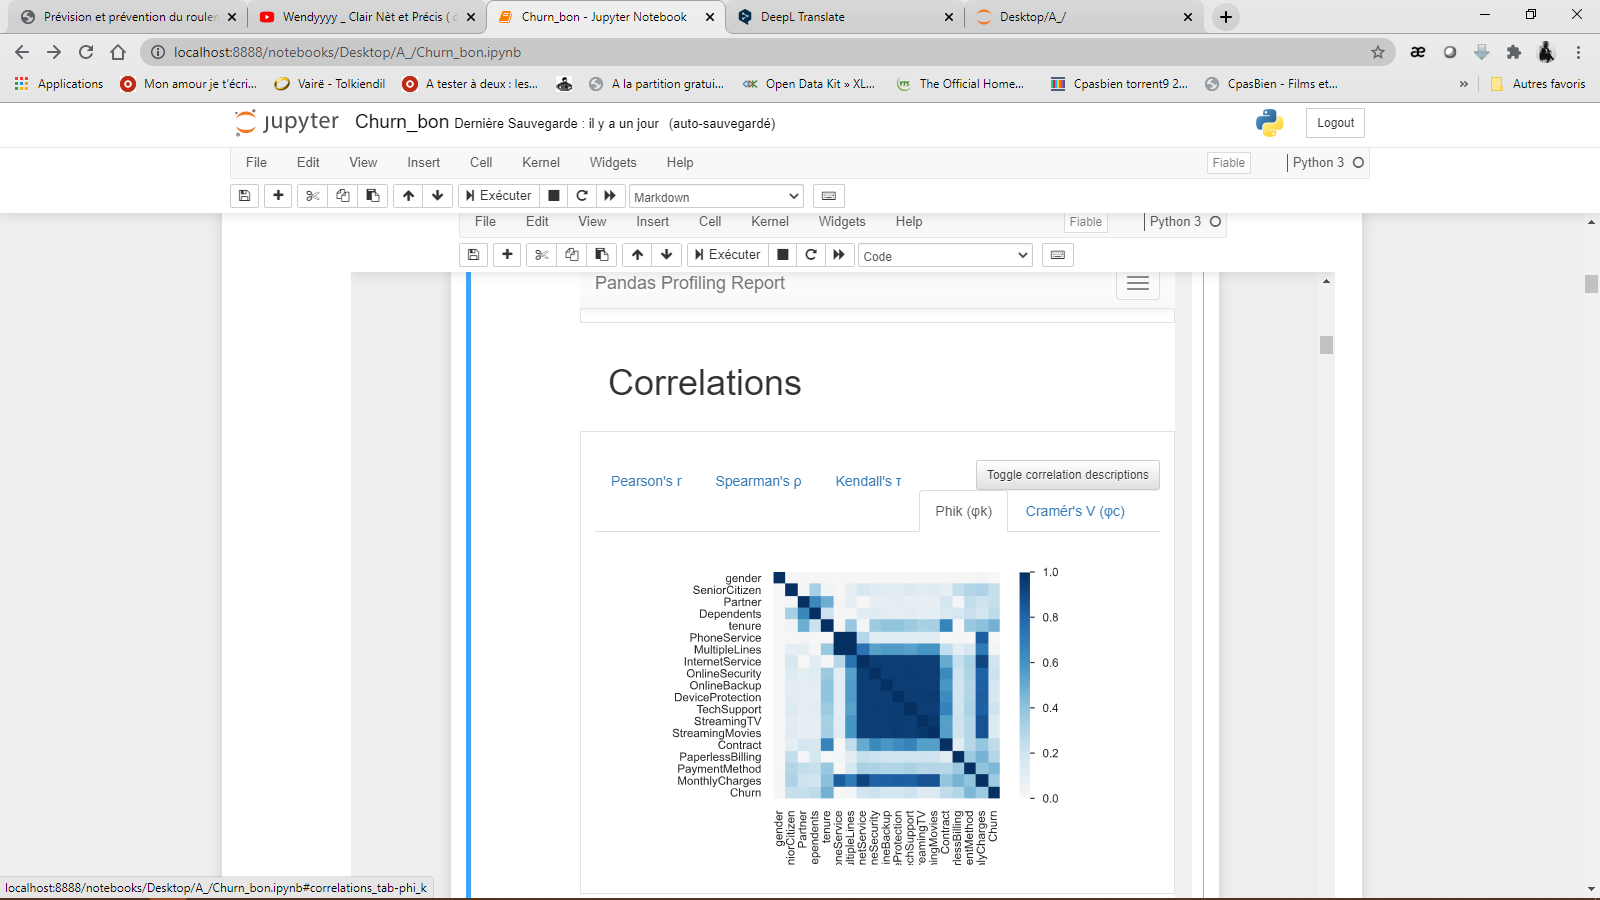 Prévision et prévention du rouler
Wendyyyy _ Clair Nèt et Précis ( c
Churn_bon - Jupyter Notebook
DeepL Translate
Desktop/A_/
localhost:8888/notebooks/Desktop/A_/Churn_bon.ipynb
Applications
Mon amour je t'écri...
Vairë - Tolkiendil
A tester à deux : les...
A la partition gratui...
Open Data Kit » XL...
The Official Home...
Cpasbien torrent9 2...
CpasBien - Films et...
»
Autres favoris
jupyter
Churn_bon Dernière Sauvegarde : il y a un jour (auto-sauvegardé)
Logout
File Edit View Insert Cell Kernel Widgets Help
Fiable
Python 3
Exécuter
Markdown
File Edit View Insert Cell Kernel Widgets Help
Fiable
Python 3
Exécuter
Code
Pandas Profiling Report
Correlations
Toggle correlation descriptions
Pearson's r
Spearman's ρ
Kendall's τ
Phik (φk)
Cramér's V (φc)
gender
SeniorCitizen
Partner
Dependents
tenure
PhoneService
MultipleLines
InternetService
OnlineSecurity
OnlineBackup
DeviceProtection
TechSupport
StreamingTV
StreamingMovies
Contract
PaperlessBilling
PaymentMethod
MonthlyCharges
Churn
1.0
0.8
0.6
0.4
0.2
0.0
gender
niorCitizen
Partner
ependents
tenure
oneService
ultipleLines
netService
neSecurity
ineBackup
eProtection
chSupport
reamingTV
ingMovies
Contract
rlessBilling
entMethod
lyCharges
Churn
localhost:8888/notebooks/Desktop/A_/Churn_bon.ipynb#correlations_tab-phi_k